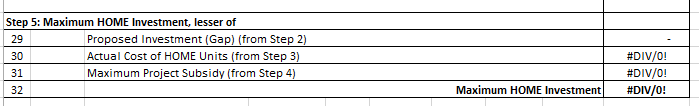 Step 5: Maximum HOME Investment, lesser of
29 Proposed Investment (Gap) (from Step 2) -
30 Actual Cost of HOME Units (from Step 3) #DIV/0!
31 Maximum Project Subsidy (from Step 4) #DIV/0!
32 Maximum HOME Investment #DIV/0!